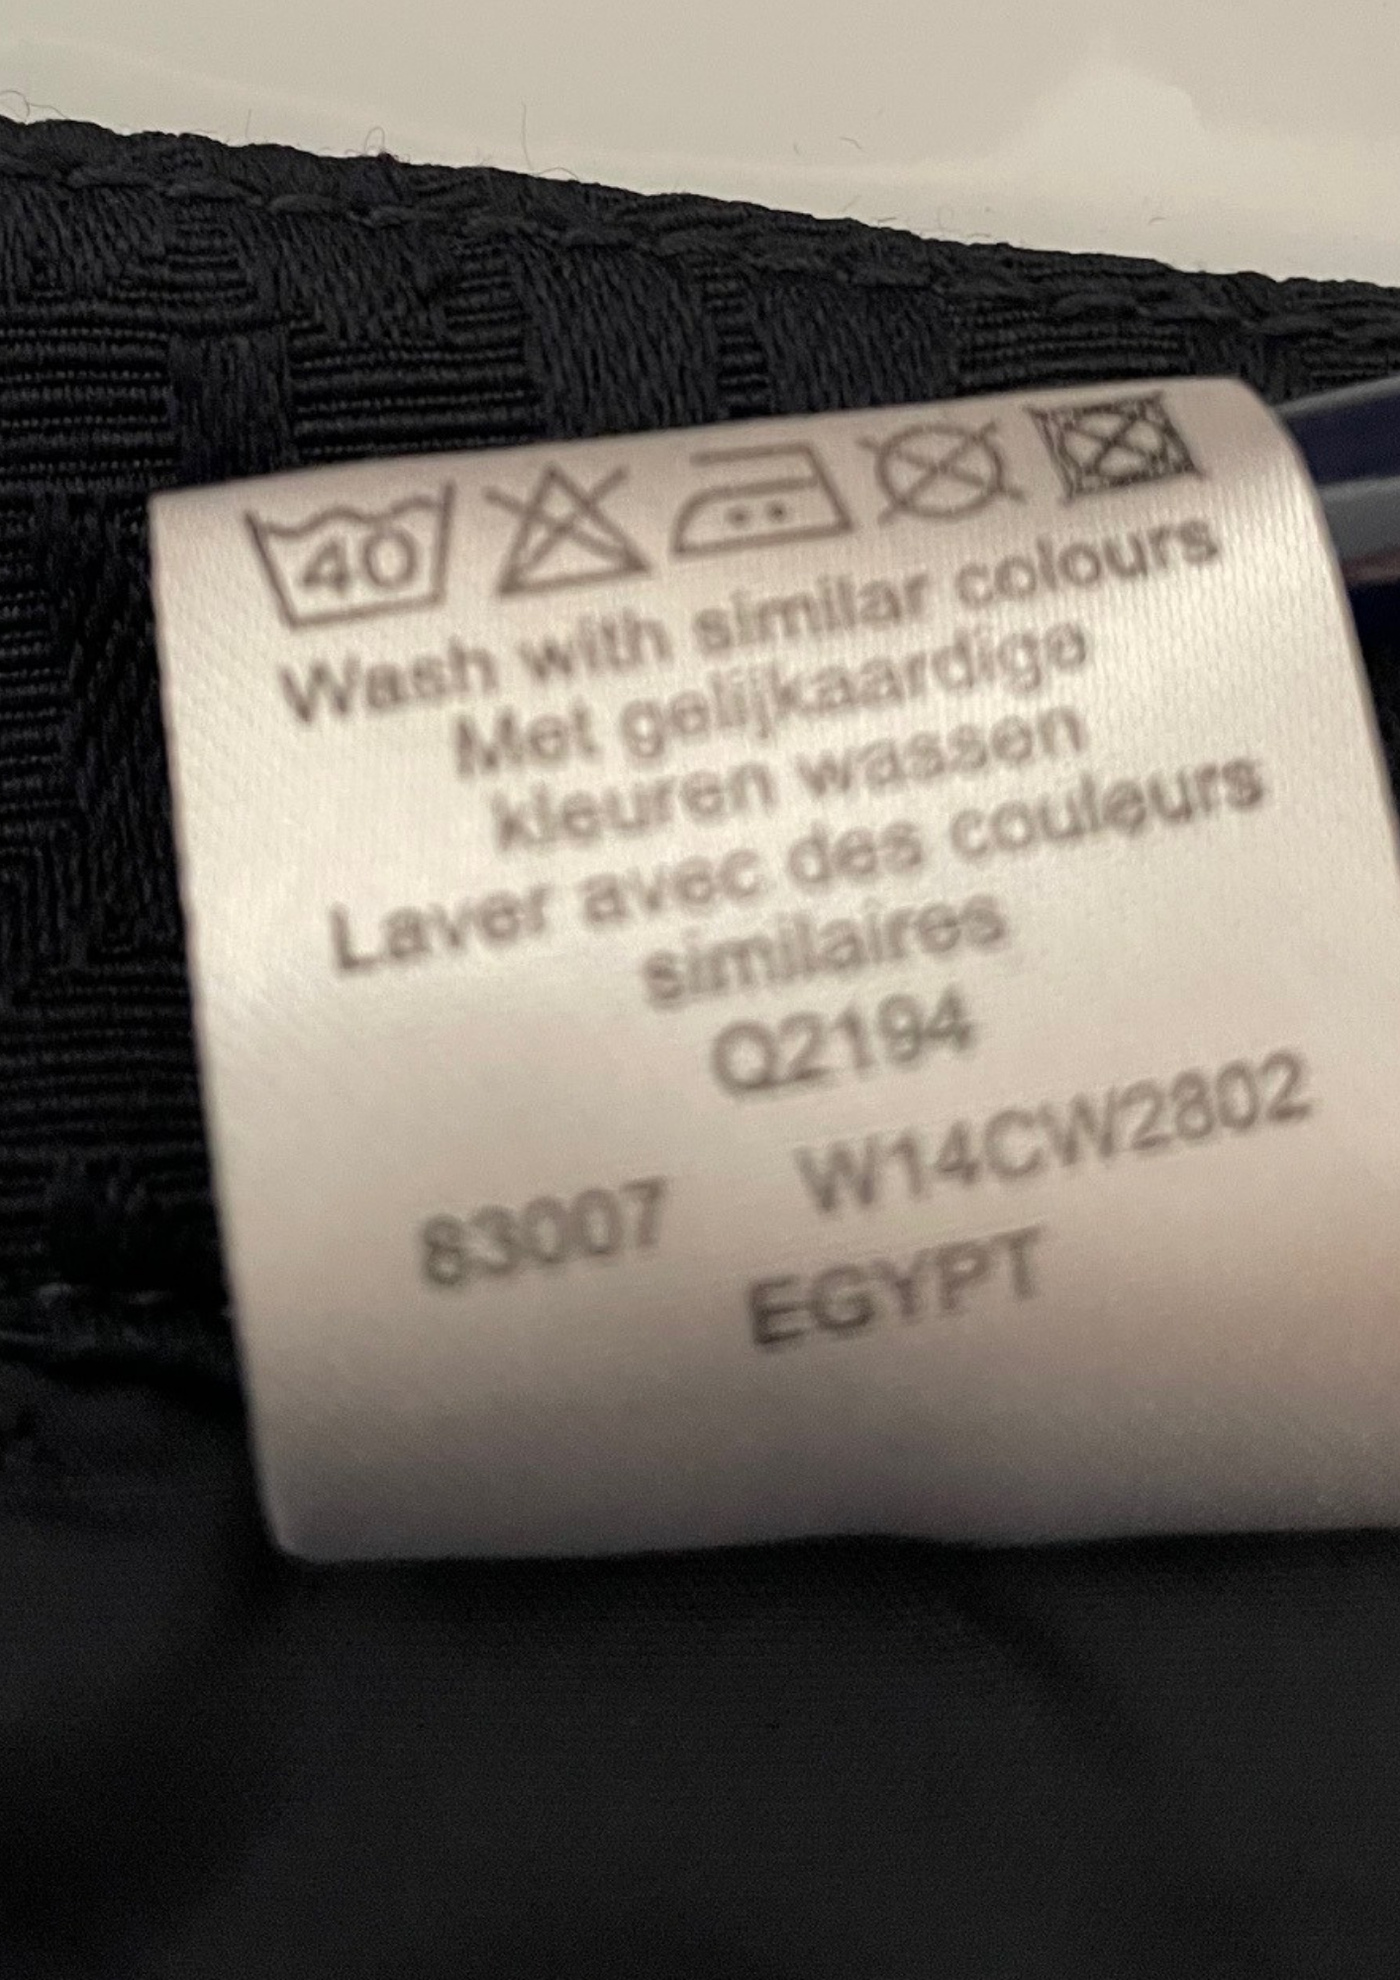 40
Wash with similar colours
Met gelijkaardige
kleuren wassen
Laver avec des couleurs
similaires
Q2194
83007 W14CW2802
EGYPT